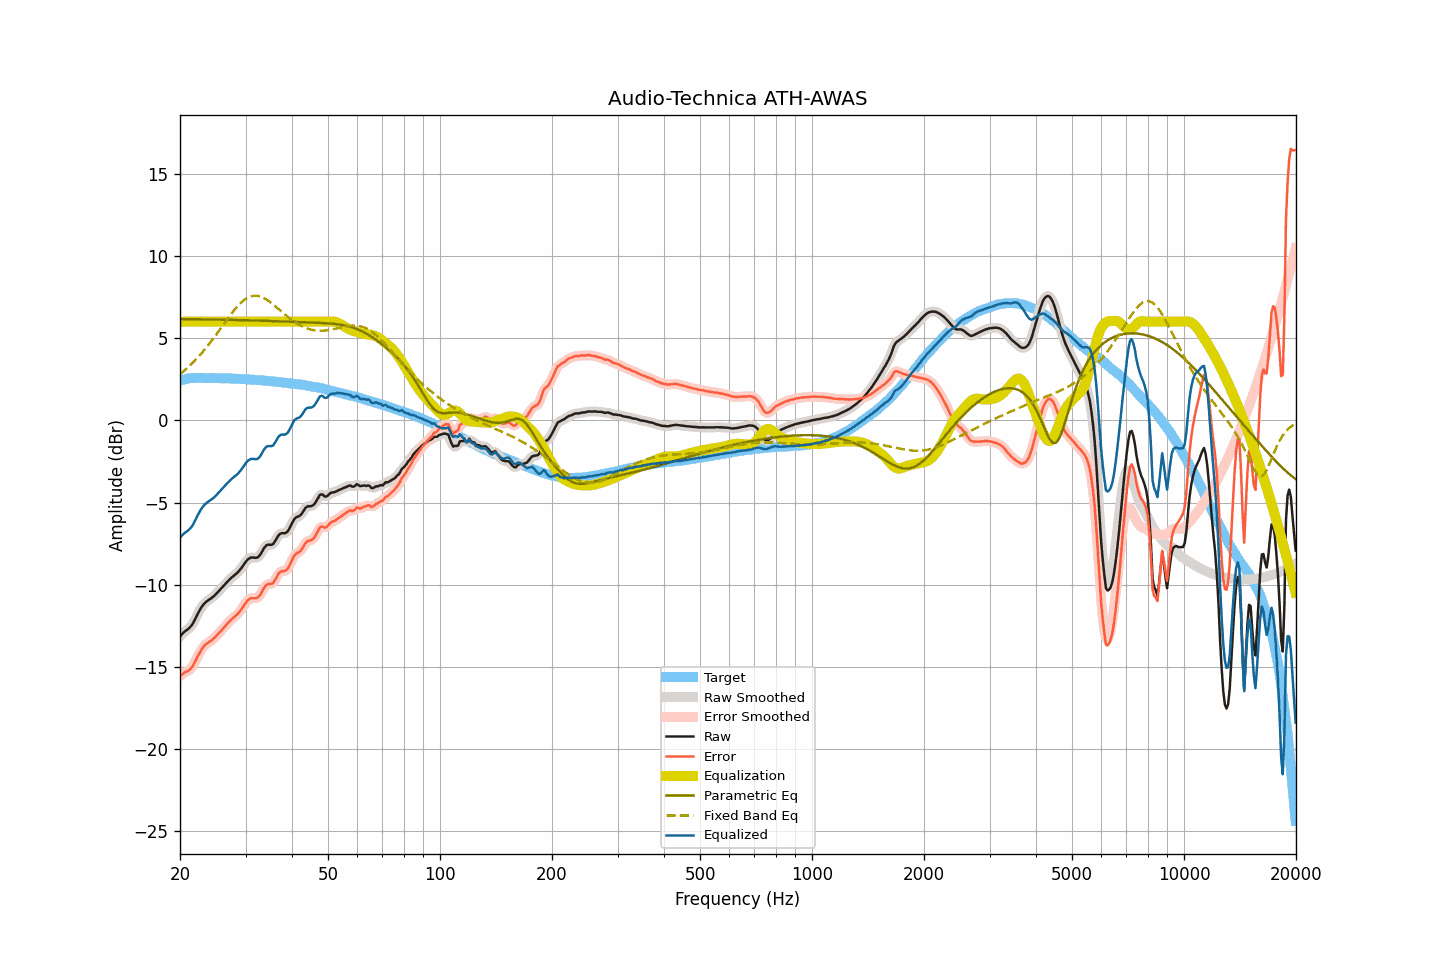 Audio-Technica ATH-AWAS
Amplitude (dBr)
15
10
5
0
−5
−10
−15
−20
−25
Target
Raw Smoothed
Error Smoothed
Raw
Error
Equalization
Parametric Eq
Fixed Band Eq
Equalized
20 50 100 200 500 1000 2000 5000 10000 20000
Frequency (Hz)